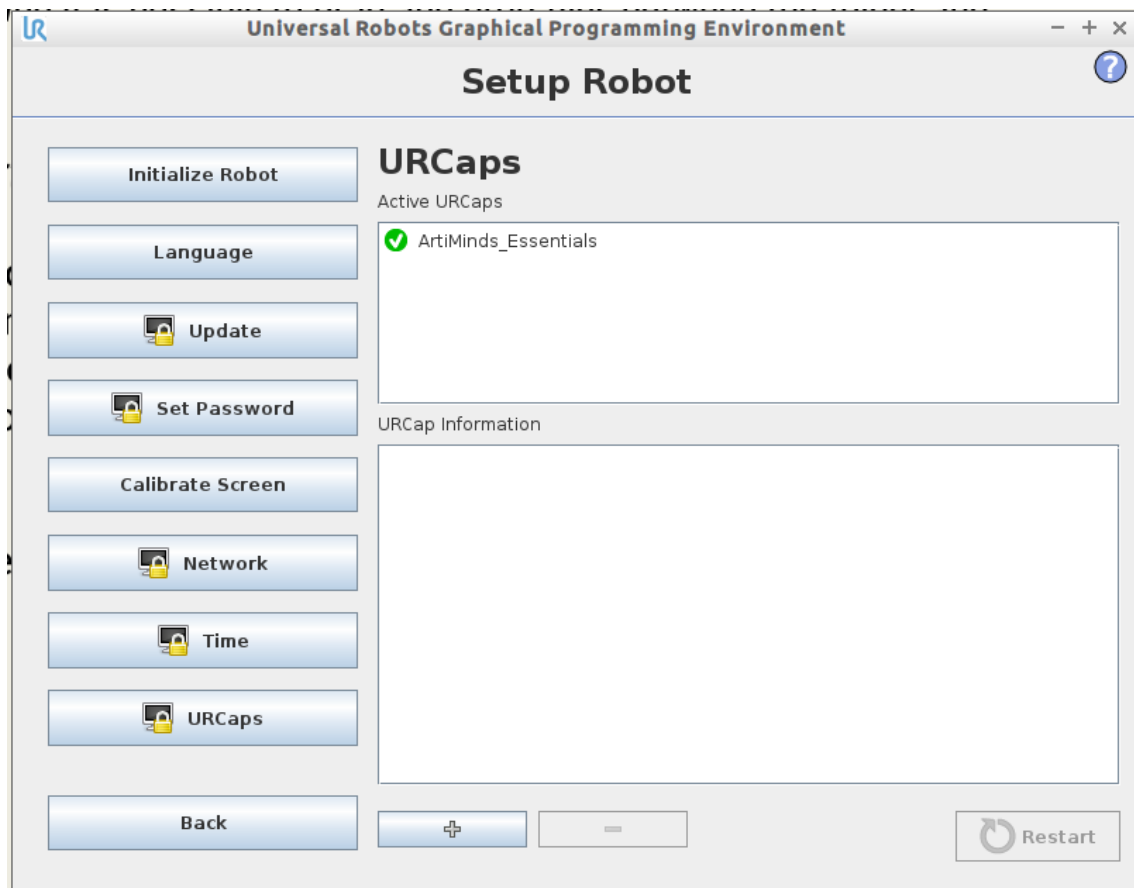 Universal Robots Graphical Programming Environment
Setup Robot
?
Initialize Robot
Language
Update
Set Password
Calibrate Screen
Network
Time
URCaps
Back
URCaps
Active URCaps
ArtiMinds_Essentials
URCap Information
Restart